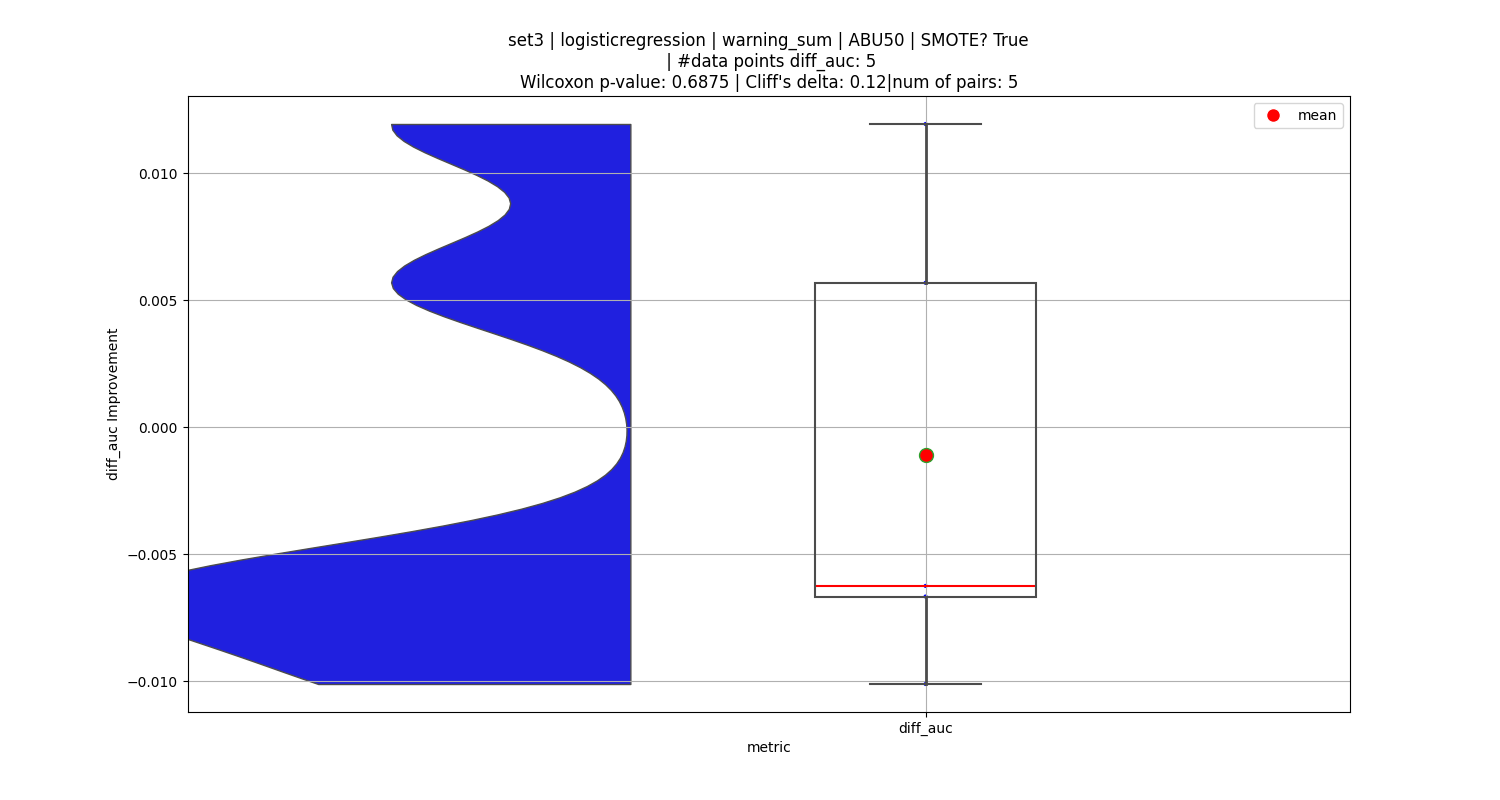 set3 | logisticregression | warning_sum | ABU50 | SMOTE? True
| #data points diff_auc: 5
Wilcoxon p-value: 0.6875 | Cliff's delta: 0.12|num of pairs: 5
mean
0.010
0.005
0.000
−0.005
−0.010
diff_auc Improvement
diff_auc
metric